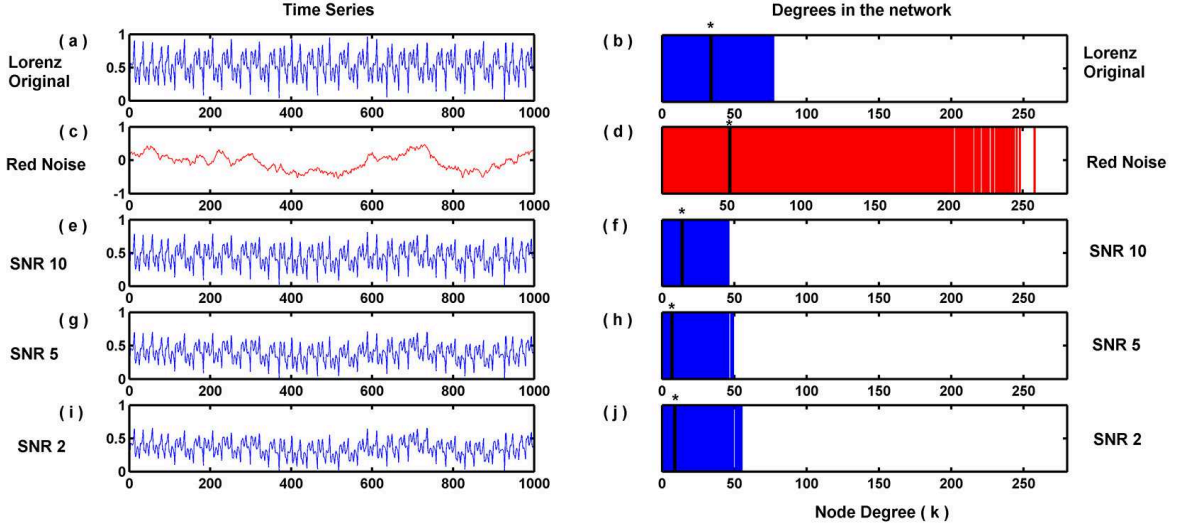 Time Series
Degrees in the network
( a )
Lorenz
Original
1
0.5
0
0 200 400 600 800 1000
( b )
*
0 50 100 150 200 250
Lorenz
Original
( c )
Red Noise
1
0
-1
0 200 400 600 800 1000
( d )
*
50 100 150 200 250
Red Noise
( e )
SNR 10
1
0.5
0
0 200 400 600 800 1000
( f )
*
0 50 100 150 200 250
SNR 10
( g )
SNR 5
1
0.5
0
0 200 400 600 800 1000
( h )
*
0 50 100 150 200 250
SNR 5
( i )
SNR 2
1
0.5
0
0 200 400 600 800 1000
( j )
*
0 50 100 150 200 250
SNR 2
Node Degree ( k )